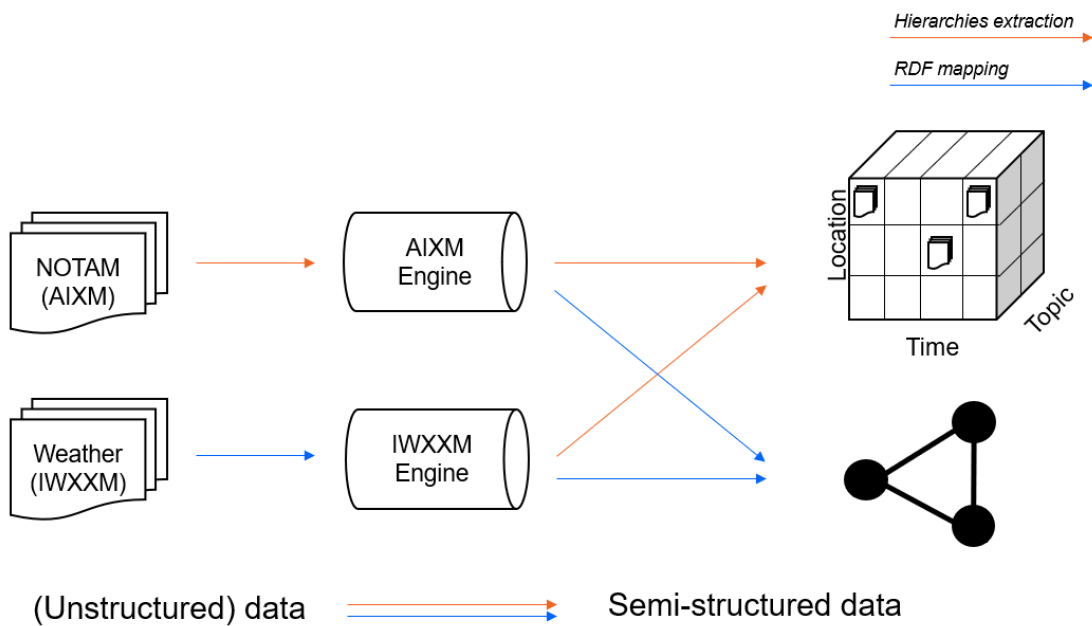 Hierarchies extraction
RDF mapping
NOTAM
(AIXM)
AIXM
Engine
Location
Time
Topic
Weather
(IWXXM)
IWXXM
Engine
(Unstructured) data
Semi-structured data